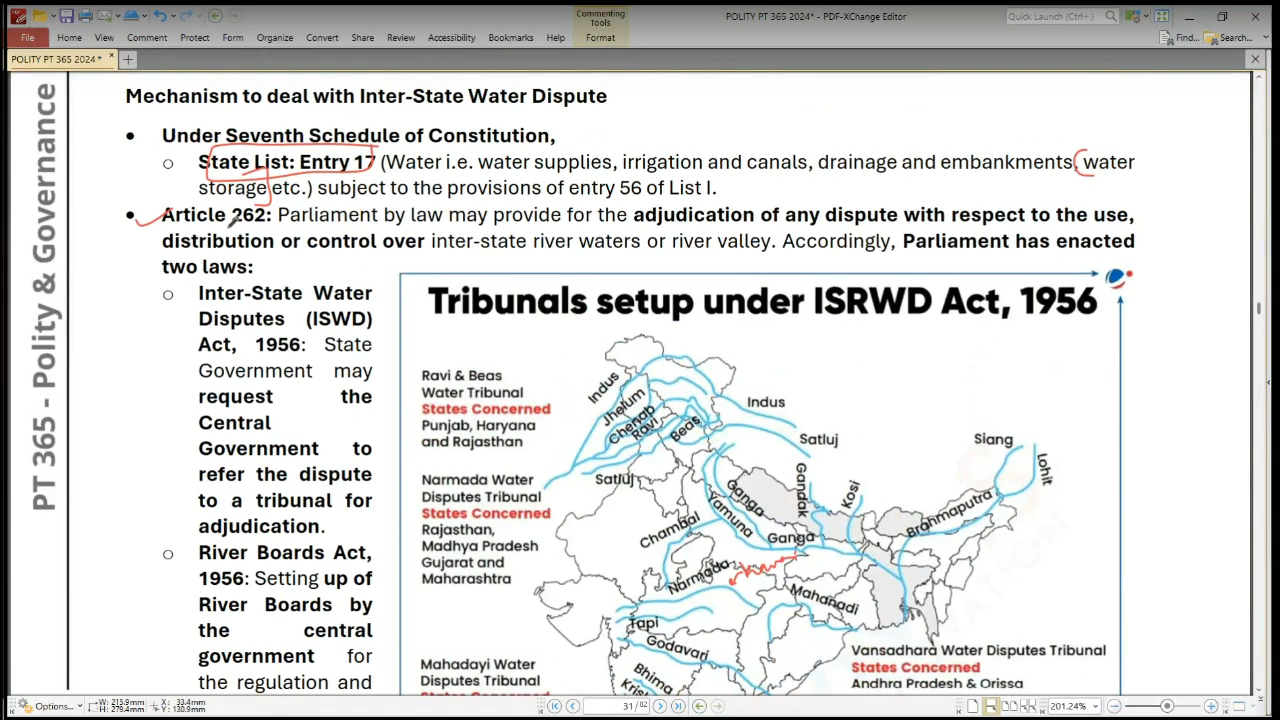 POLITY PT 365 2024* - PDF-XChange Editor
Commenting Tools
Quick Launch (Ctrl+.)
File Home View Comment Protect Form Organize Convert Share Review Accessibility Bookmarks Help Format
Find... Search...
POLITY PT 365 2024 *
PT 365 - Polity & Governance
Mechanism to deal with Inter-State Water Dispute
• Under Seventh Schedule of Constitution,
o State List: Entry 17 (Water i.e. water supplies, irrigation and canals, drainage and embankments, water
storage etc.) subject to the provisions of entry 56 of List I.
• Article 262: Parliament by law may provide for the adjudication of any dispute with respect to the use,
distribution or control over inter-state river waters or river valley. Accordingly, Parliament has enacted
two laws:
o Inter-State Water
Disputes (ISWD)
Act, 1956: State
Government may
request the
Central
Government to
refer the dispute
to a tribunal for
adjudication.
o River Boards Act,
1956: Setting up of
River Boards by
the central
government for
the regulation and
Tribunals setup under ISRWD Act, 1956
Ravi & Beas
Water Tribunal
States Concerned
Punjab, Haryana
and Rajasthan
Narmada Water
Disputes Tribunal
States Concerned
Rajasthan,
Madhya Pradesh
Gujarat and
Maharashtra
Mahadayi Water
Disputes Tribunal
Indus
Jhelum
Chenab
Ravi
Beas
Indus
Satluj
Satluj
Ganga
Yamuna
Gandak
Kosi
Siang
Lohit
Brahmaputra
Chambal
Ganga
Narmada
Mahanadi
Tapi
Godavari
Bhima
Vansadhara Water Disputes Tribunal
States Concerned
Andhra Pradesh & Orissa
Options...
W: 215.9mm
H: 279.4mm
X: 33.4mm
Y: 130.9mm
31 / 82
201.24%